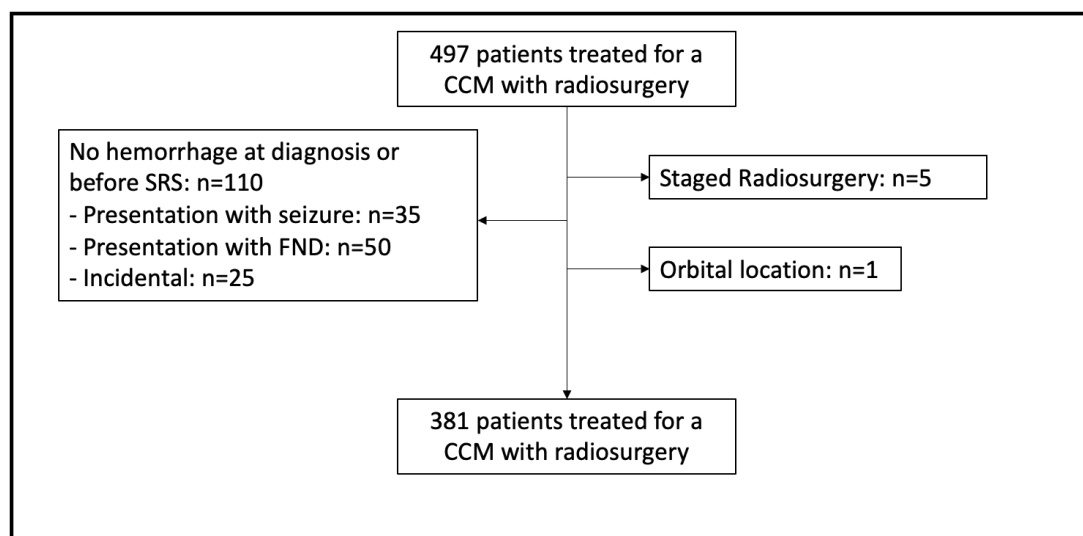 497 patients treated for a
CCM with radiosurgery
No hemorrhage at diagnosis or
before SRS: n=110
- Presentation with seizure: n=35
- Presentation with FND: n=50
- Incidental: n=25
Staged Radiosurgery: n=5
Orbital location: n=1
381 patients treated for a
CCM with radiosurgery